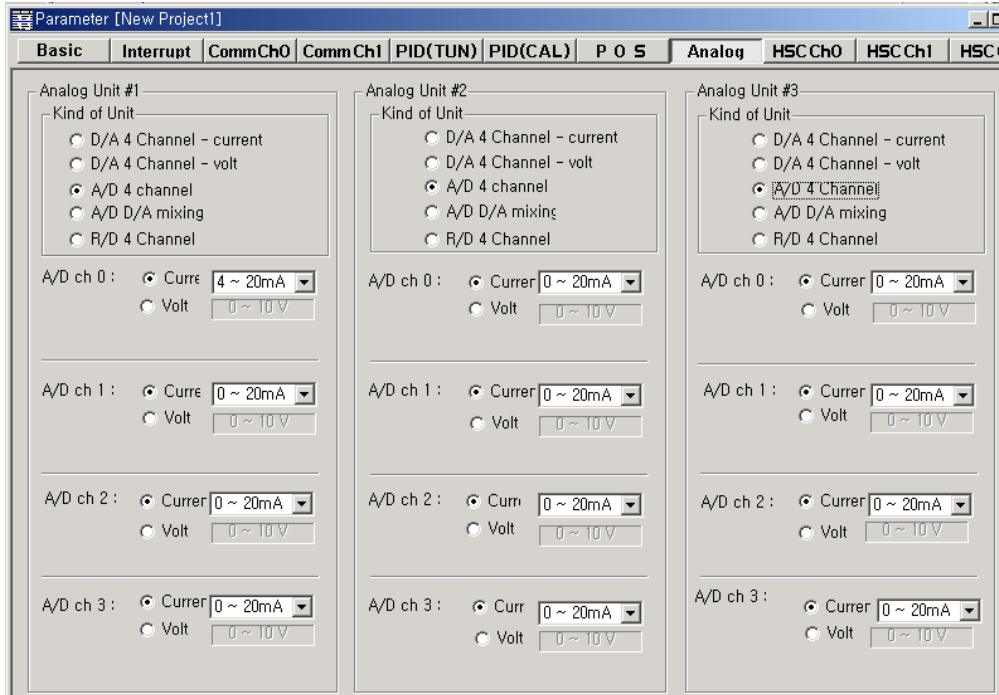 Parameter [New Project1]
Basic Interrupt CommCh0 CommCh1 PID(TUN) PID(CAL) P O S Analog HSCCh0 HSCCh1 HSC
Analog Unit #1
Kind of Unit
D/A 4 Channel - current
D/A 4 Channel - volt
A/D 4 channel
A/D D/A mixing
R/D 4 Channel
A/D ch 0 : Curre 4 ~ 20mA
Volt 0 ~ 10 V
A/D ch 1 : Curre 0 ~ 20mA
Volt 0 ~ 10 V
A/D ch 2 : Currer 0 ~ 20mA
Volt 0 ~ 10 V
A/D ch 3 : Currer 0 ~ 20mA
Volt 0 ~ 10 V
Analog Unit #2
Kind of Unit
D/A 4 Channel - current
D/A 4 Channel - volt
A/D 4 channel
A/D D/A mixing
R/D 4 Channel
A/D ch 0 : Currer 0 ~ 20mA
Volt 0 ~ 10 V
A/D ch 1 : Currer 0 ~ 20mA
Volt 0 ~ 10 V
A/D ch 2 : Curr 0 ~ 20mA
Volt 0 ~ 10 V
A/D ch 3 : Curr 0 ~ 20mA
Volt 0 ~ 10 V
Analog Unit #3
Kind of Unit
D/A 4 Channel - current
D/A 4 Channel - volt
A/D 4 Channel
A/D D/A mixing
R/D 4 Channel
A/D ch 0 : Currer 0 ~ 20mA
Volt 0 ~ 10 V
A/D ch 1 : Currer 0 ~ 20mA
Volt 0 ~ 10 V
A/D ch 2 : Currer 0 ~ 20mA
Volt 0 ~ 10 V
A/D ch 3 : Currer 0 ~ 20mA
Volt 0 ~ 10 V